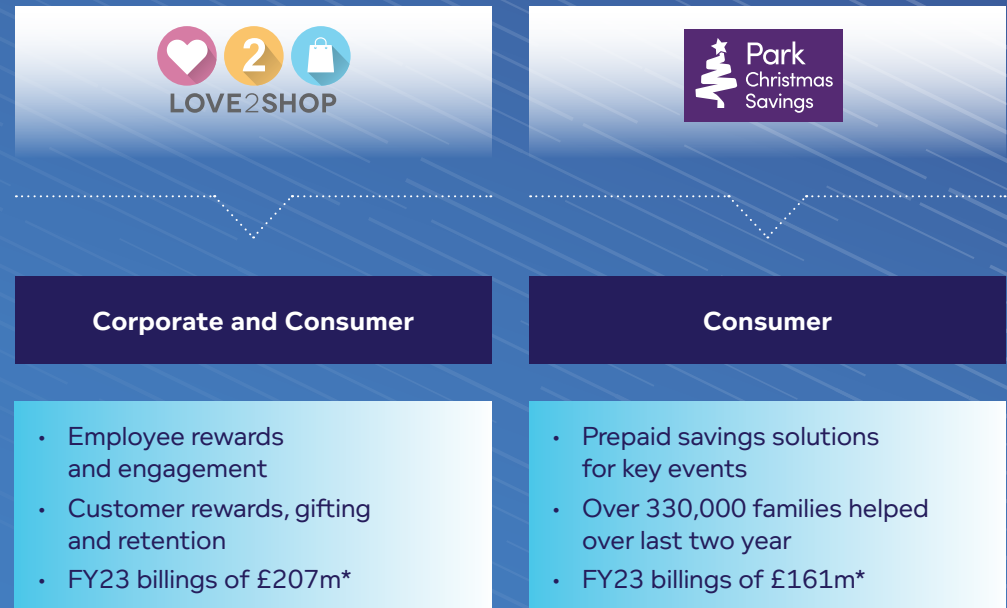 2
LOVE2SHOP
Corporate and Consumer
• Employee rewards
and engagement
• Customer rewards, gifting
and retention
• FY23 billings of £207m*
Park
Christmas
Savings
Consumer
• Prepaid savings solutions
for key events
• Over 330,000 families helped
over last two year
• FY23 billings of £161m*